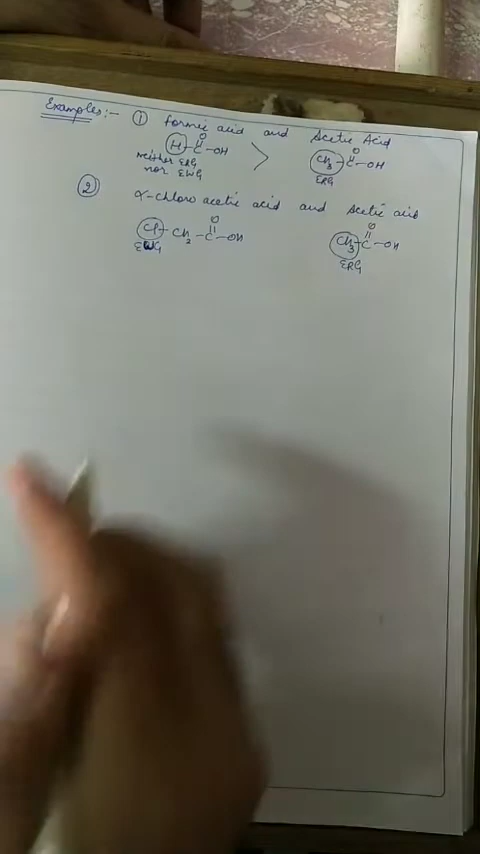 Examples:- ① Formic acid and Acetic Acid
H-C-OH > CH3-C-OH
O O
neither ERG ERG
nor EWG
② α-chloro acetic acid and Acetic acid
O O
Cl-CH2-C-OH CH3-C-OH
EWG ERG